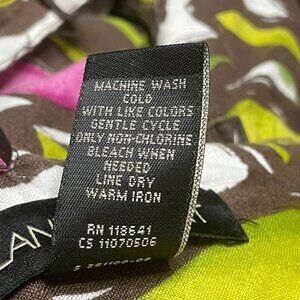 MACHINE WASH
COLD
WITH LIKE COLORS
GENTLE CYCLE
ONLY NON-CHLORINE
BLEACH WHEN
NEEDED
LINE DRY
WARM IRON
RN 118641
CS 11070506